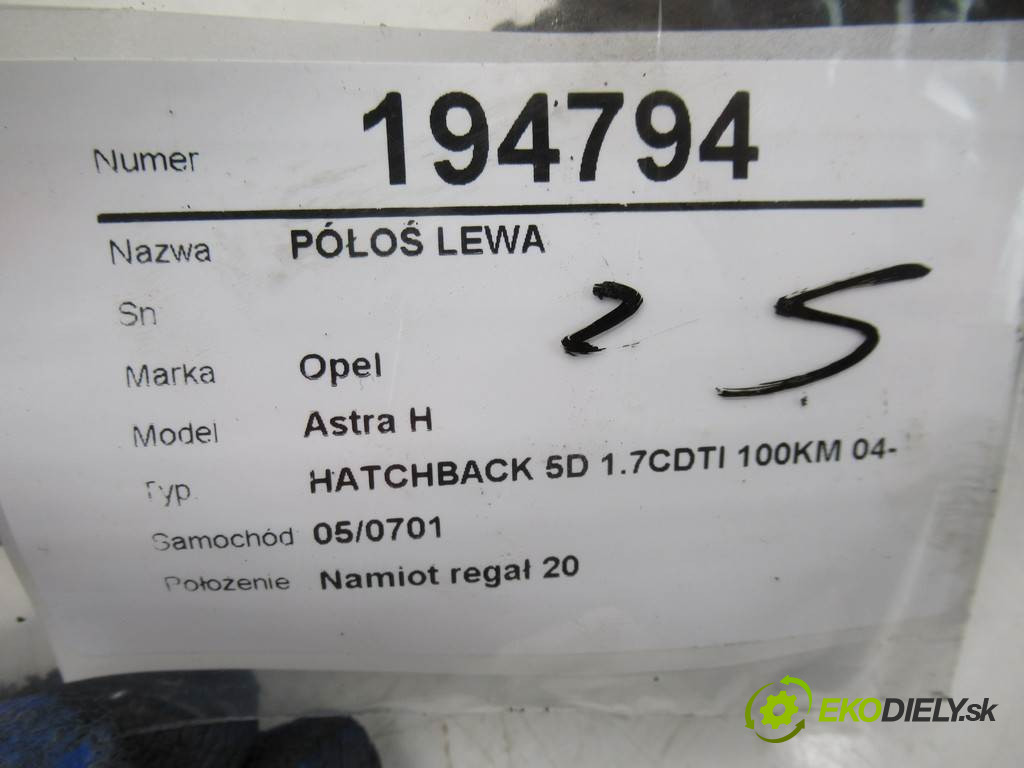 Numer 194794
Nazwa PÓŁOŚ LEWA
Sn
2 5
Marka Opel
Model Astra H
Typ HATCHBACK 5D 1.7CDTI 100KM 04-
Samochód 05/0701
Położenie Namiot regał 20
EKODIELY.sk